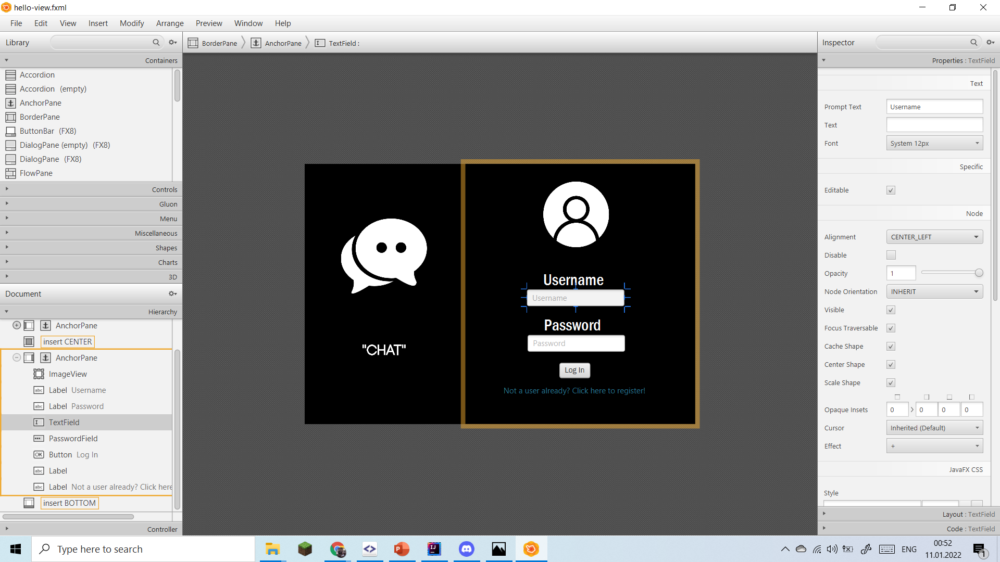 hello-view.fxml
File Edit View Insert Modify Arrange Preview Window Help
Library
BorderPane AnchorPane TextField :
Inspector
Containers
Accordion
Accordion (empty)
AnchorPane
BorderPane
ButtonBar (FX8)
DialogPane (empty) (FX8)
DialogPane (FX8)
FlowPane
Controls
Gluon
Menu
Miscellaneous
Shapes
Charts
3D
Document
Hierarchy
AnchorPane
insert CENTER
AnchorPane
ImageView
Label Username
Label Password
TextField
PasswordField
Button Log In
Label
Label Not a user already? Click here
insert BOTTOM
Controller
"CHAT"
Username
Username
Password
Password
Log In
Not a user already? Click here to register!
Properties : TextField
Text
Prompt Text Username
Text
Font System 12px
Specific
Editable
Node
Alignment CENTER_LEFT
Disable
Opacity 1
Node Orientation INHERIT
Visible
Focus Traversable
Cache Shape
Center Shape
Scale Shape
Opaque Insets 0 0 0 0
Cursor Inherited (Default)
Effect +
JavaFX CSS
Style
Layout : TextField
Code : TextField
Type here to search
P
IJ
ENG
00:52
11.01.2022
1